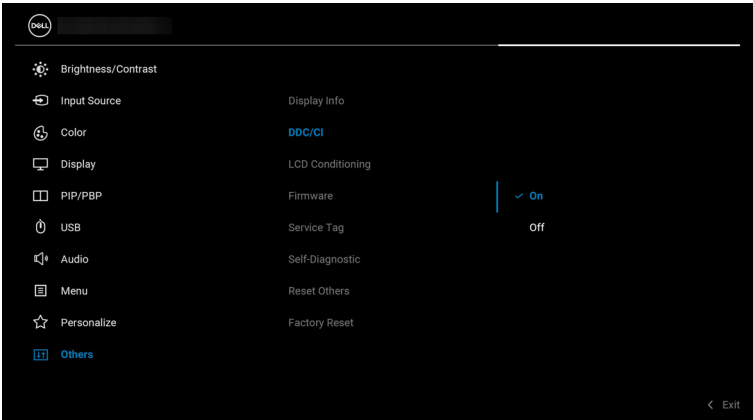 DELL
Brightness/Contrast
Input Source
Display Info
Color
DDC/CI
Display
LCD Conditioning
PIP/PBP
Firmware
On
USB
Service Tag
Off
Audio
Self-Diagnostic
Menu
Reset Others
Personalize
Factory Reset
Others
Exit